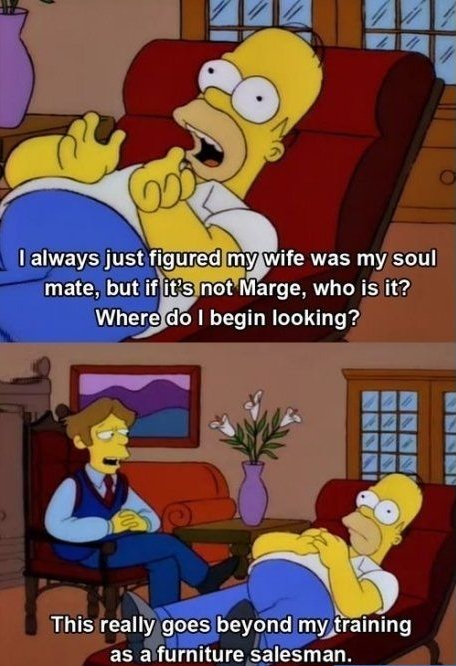 I always just figured my wife was my soul
mate, but if it's not Marge, who is it?
Where do I begin looking?
This really goes beyond my training
as a furniture salesman.